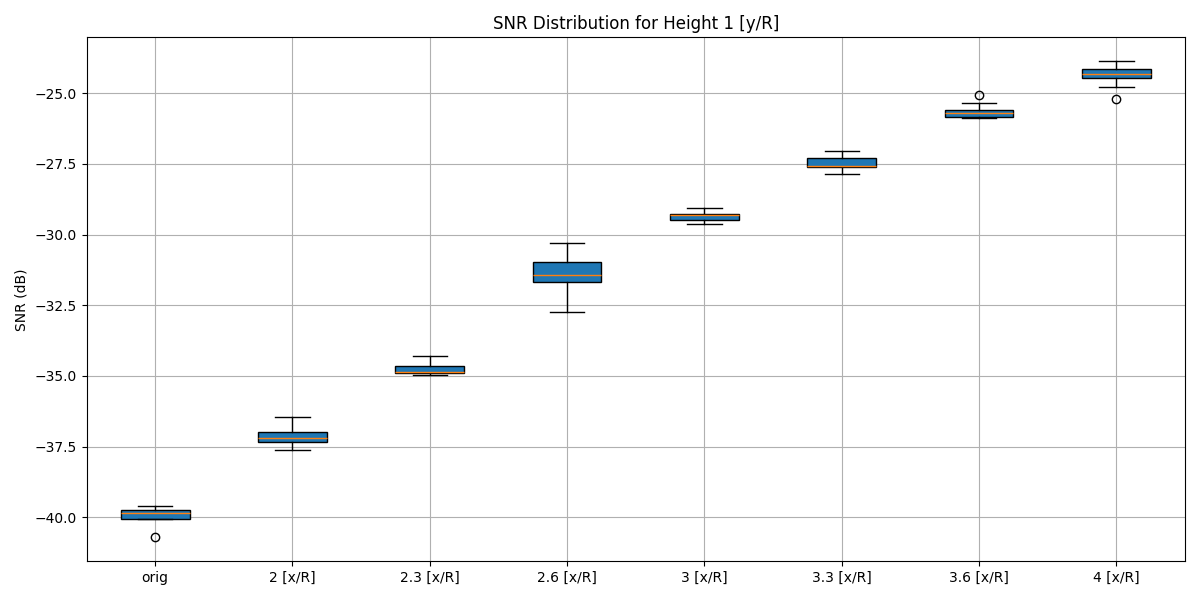 SNR Distribution for Height 1 [y/R]
SNR (dB)
−25.0
−27.5
−30.0
−32.5
−35.0
−37.5
−40.0
orig 2 [x/R] 2.3 [x/R] 2.6 [x/R] 3 [x/R] 3.3 [x/R] 3.6 [x/R] 4 [x/R]